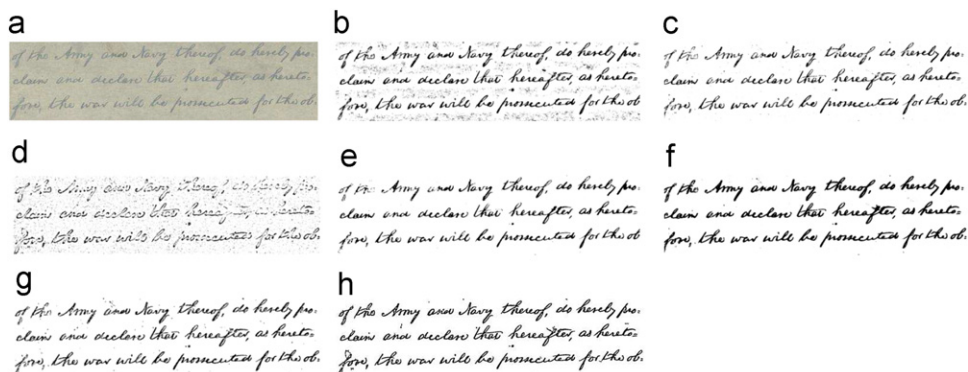 a
of the Army and Navy thereof, do hereby pro-
claim and declare that hereafter, as hereto-
fore, the war will be prosecuted for the ob-
b
of the Army and Navy thereof, do hereby pro-
claim and declare that hereafter, as hereto-
fore, the war will be prosecuted for the ob
c
of the Army and Navy thereof, do hereby pro-
claim and declare that hereafter, as hereto-
fore, the war will be prosecuted for the ob-
d
of the Army and Navy thereof, do hereby pro-
claim and declare that hereafter, as hereto-
fore, the war will be prosecuted for the ob-
e
of the Army and Navy thereof, do hereby pro-
claim and declare that hereafter, as hereto-
fore, the war will be prosecuted for the ob
f
of the Army and Navy thereof, do hereby pro-
claim and declare that hereafter, as hereto-
fore, the war will be prosecuted for the ob-
g
of the Army and Navy thereof, do hereby pro-
claim and declare that hereafter, as hereto-
fore, the war will be prosecuted for the ob-
h
of the Army and Navy thereof, do hereby pro-
claim and declare that hereafter, as hereto-
fore, the war will be prosecuted for the ob-